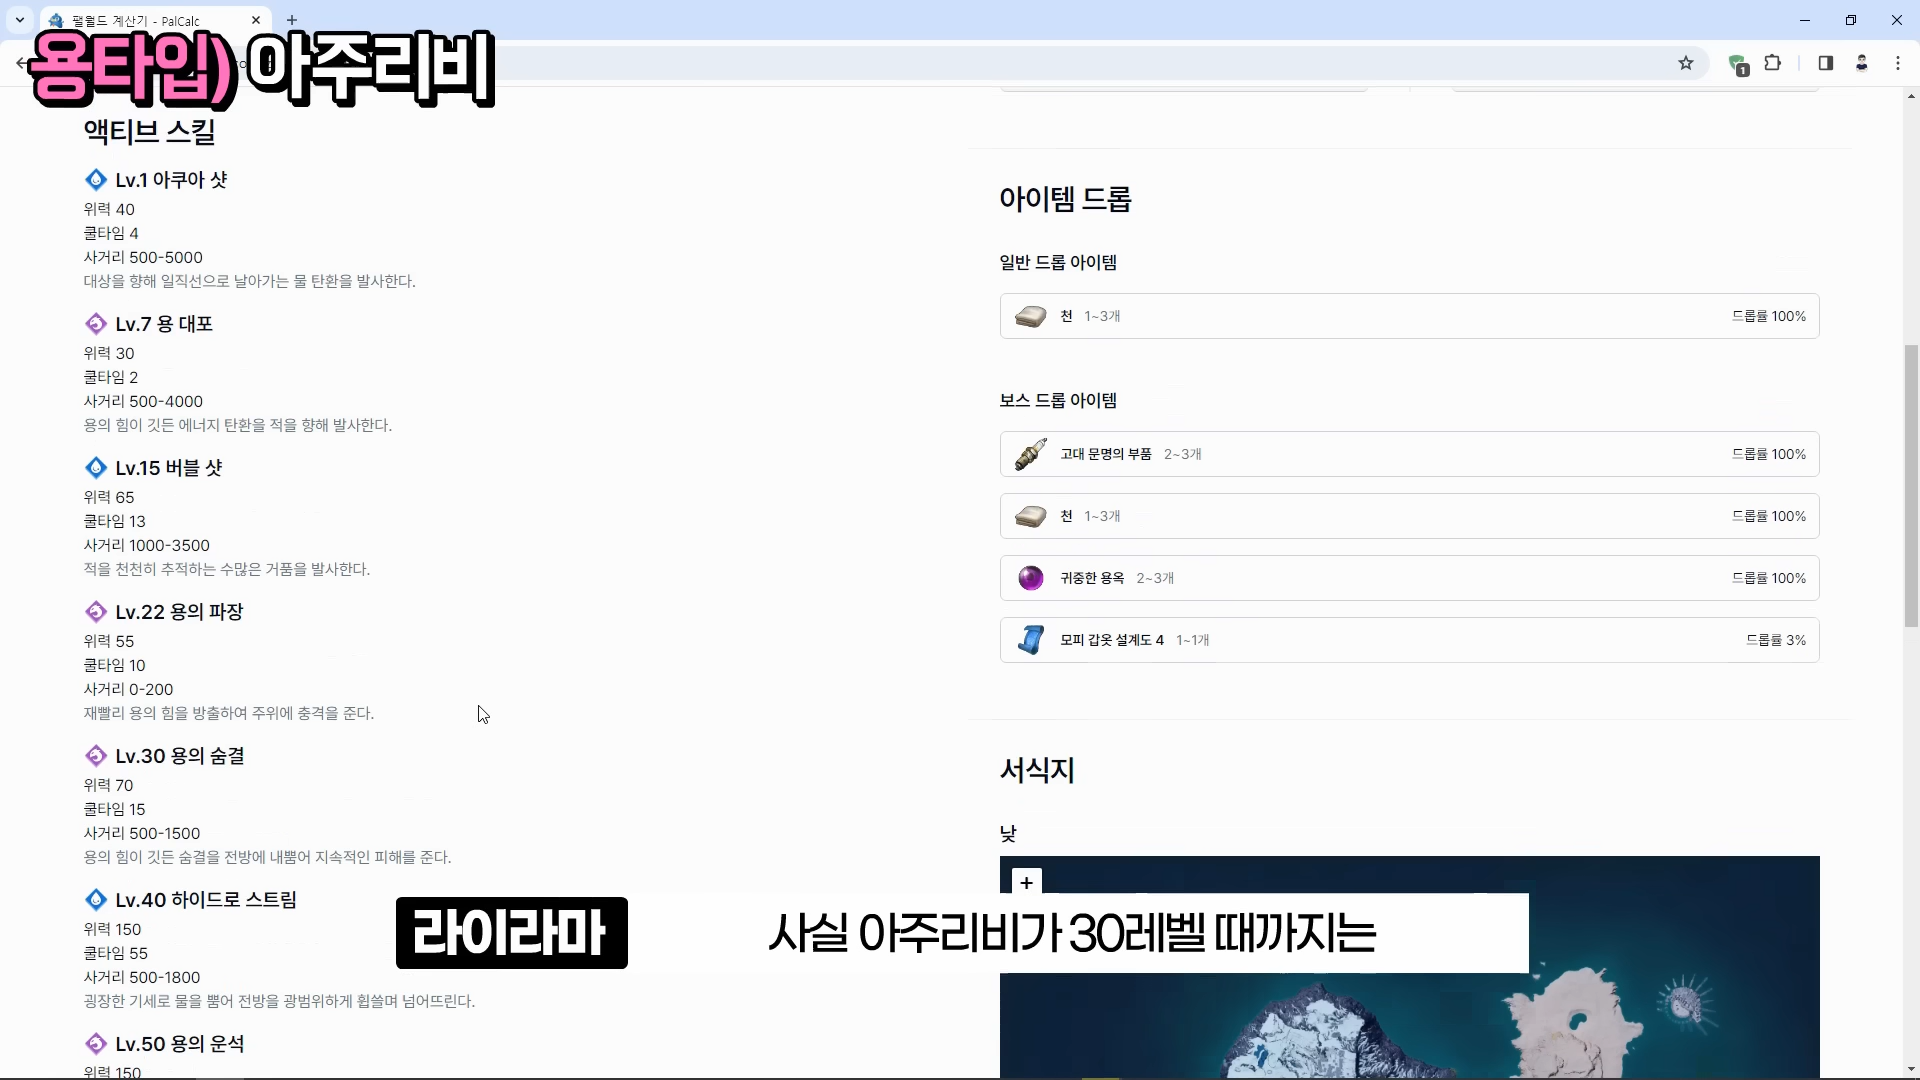 팰월드 계산기 - PalCalc
용타입) 아주리비
1
액티브 스킬
Lv.1 아쿠아 샷
위력 40
쿨타임 4
사거리 500-5000
대상을 향해 일직선으로 날아가는 물 탄환을 발사한다.
Lv.7 용 대포
위력 30
쿨타임 2
사거리 500-4000
용의 힘이 깃든 에너지 탄환을 적을 향해 발사한다.
Lv.15 버블 샷
위력 65
쿨타임 13
사거리 1000-3500
적을 천천히 추적하는 수많은 거품을 발사한다.
Lv.22 용의 파장
위력 55
쿨타임 10
사거리 0-200
재빨리 용의 힘을 방출하여 주위에 충격을 준다.
Lv.30 용의 숨결
위력 70
쿨타임 15
사거리 500-1500
용의 힘이 깃든 숨결을 전방에 내뿜어 지속적인 피해를 준다.
Lv.40 하이드로 스트림
위력 150
쿨타임 55
사거리 500-1800
굉장한 기세로 물을 뿜어 전방을 광범위하게 휩쓸며 넘어뜨린다.
Lv.50 용의 운석
위력 150
아이템 드롭
일반 드롭 아이템
천 1~3개 드롭률 100%
보스 드롭 아이템
고대 문명의 부품 2~3개 드롭률 100%
천 1~3개 드롭률 100%
귀중한 용옥 2~3개 드롭률 100%
모피 갑옷 설계도 4 1~1개 드롭률 3%
서식지
낮
+
라이라마 사실 아주리비가 30레벨 때까지는